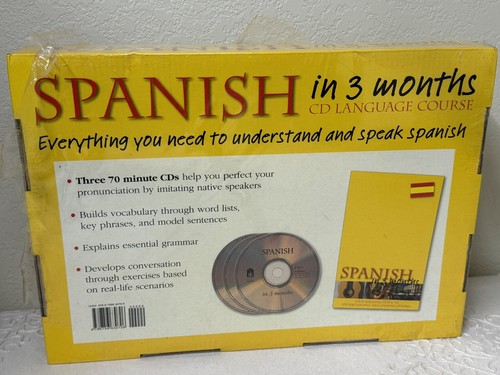 SPANISH in 3 months
CD LANGUAGE COURSE
Everything you need to understand and speak spanish
• Three 70 minute CDs help you perfect your
pronunciation by imitating native speakers
• Builds vocabulary through word lists,
key phrases, and model sentences
• Explains essential grammar
• Develops conversation
through exercises based
on real-life scenarios
SPANISH
in 3 months
SPANISH